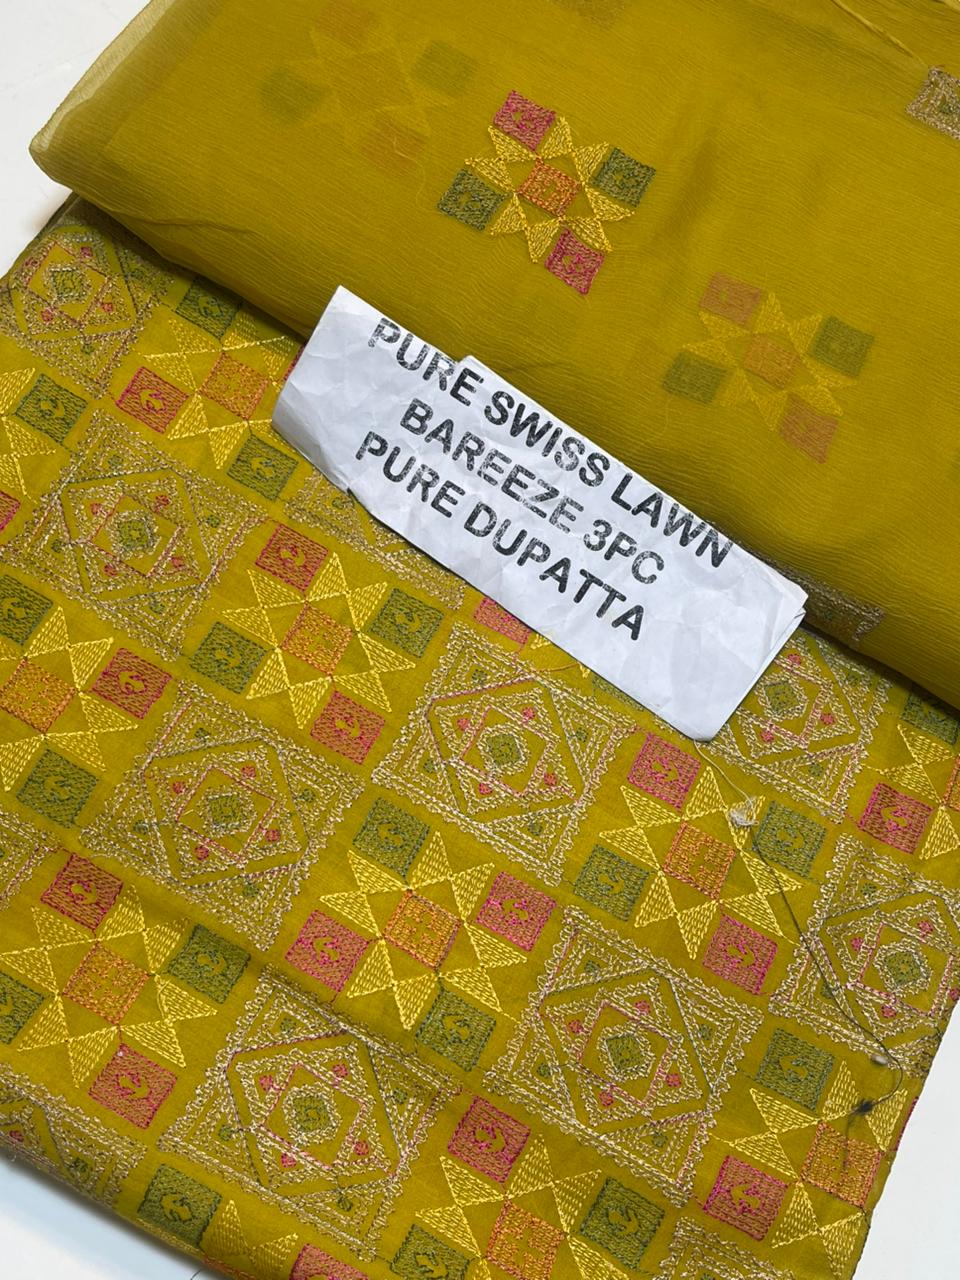 PURE SWISS LAWN
BAREEZE 3PC
PURE DUPATTA